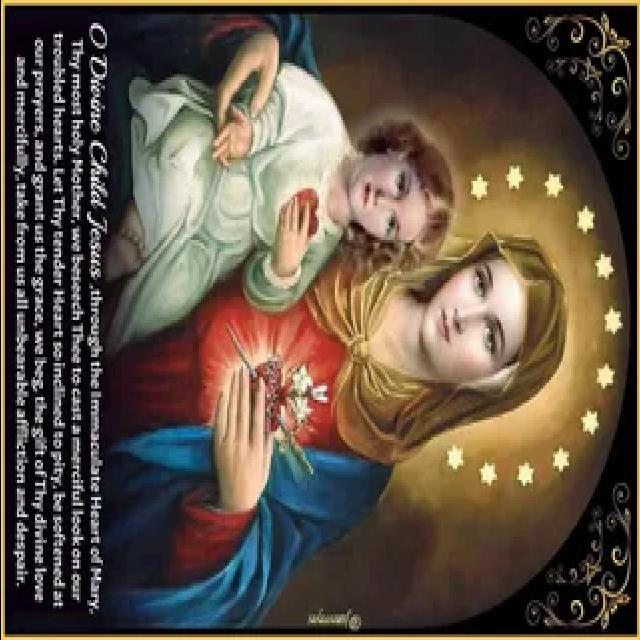 O Divine Child Jesus, through the Immaculate Heart of Mary,
Thy most holy Mother, we beseech Thee to cast a merciful look on our
troubled hearts. Let Thy tender Heart so inclined to pity, be softened at
our prayers, and grant us the grace, we beg, the gift of Thy divine love
and mercifully, take from us all unbearable affliction and despair.